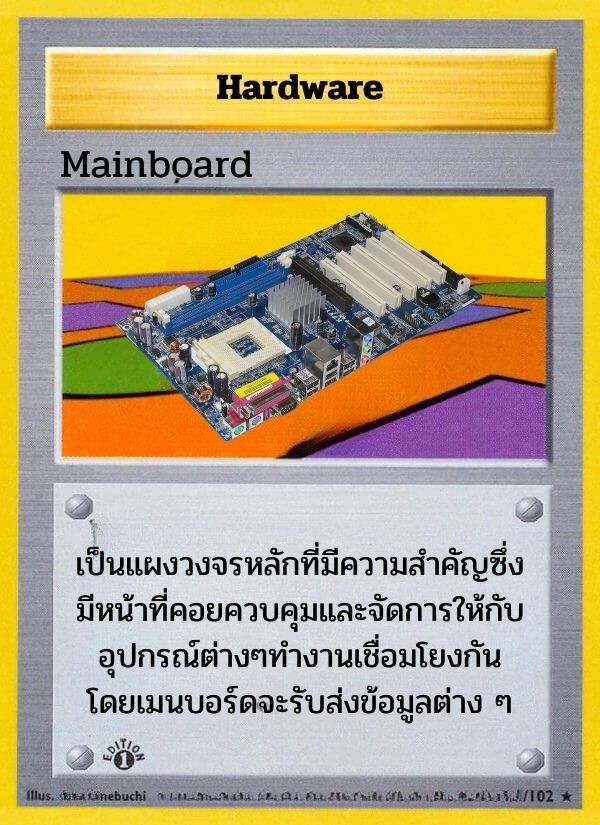 Hardware
Mainboard
เป็นแผงวงจรหลักที่มีความสำคัญซึ่ง
มีหน้าที่คอยควบคุมและจัดการให้กับ
อุปกรณ์ต่างๆทำงานเชื่อมโยงกัน
โดยเมนบอร์ดจะรับส่งข้อมูลต่าง ๆ
EDITION
1
Illus. /102 ★